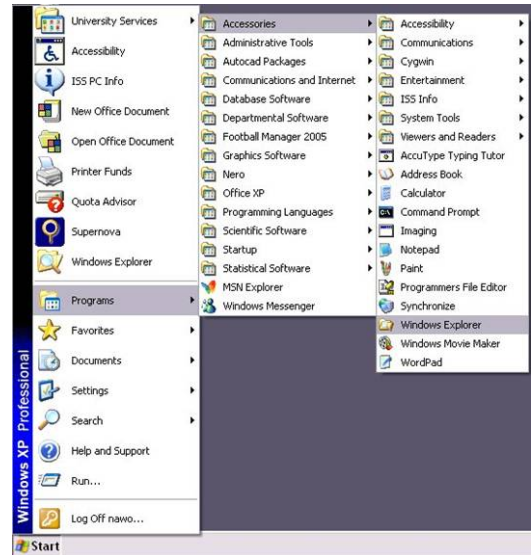 University Services
Accessibility
ISS PC Info
New Office Document
Open Office Document
Printer Funds
Quota Advisor
Supernova
Windows Explorer
Programs
Favorites
Documents
Settings
Search
Help and Support
Run...
Log Off nawo...
Windows XP Professional
Start
Accessories
Administrative Tools
Autocad Packages
Communications and Internet
Database Software
Departmental Software
Football Manager 2005
Graphics Software
Nero
Office XP
Programming Languages
Scientific Software
Startup
Statistical Software
MSN Explorer
Windows Messenger
Accessibility
Communications
Cygwin
Entertainment
ISS Info
System Tools
Viewers and Readers
AccuType Typing Tutor
Address Book
Calculator
Command Prompt
Imaging
Notepad
Paint
Programmers File Editor
Synchronize
Windows Explorer
Windows Movie Maker
WordPad